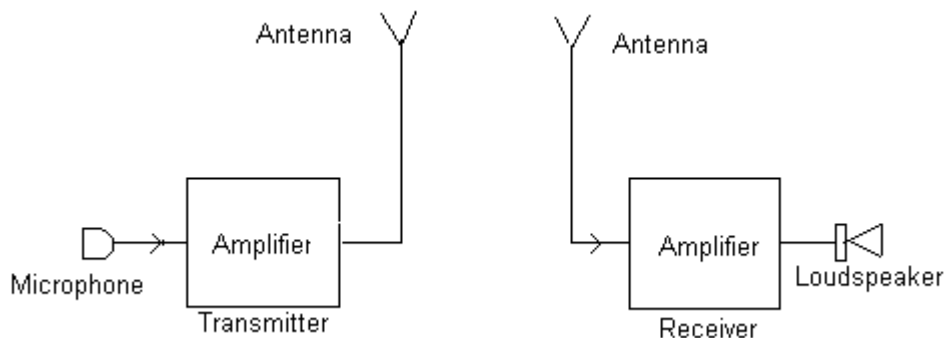 Antenna
Antenna
Amplifier
Amplifier
Microphone
Loudspeaker
Transmitter
Receiver